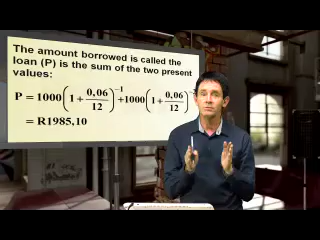 The amount borrowed is called the
loan (P) is the sum of the two present
values:
P = 1000(1 + 0,06/12)^-1 + 1000(1 + 0,06/12)
= R1985,10